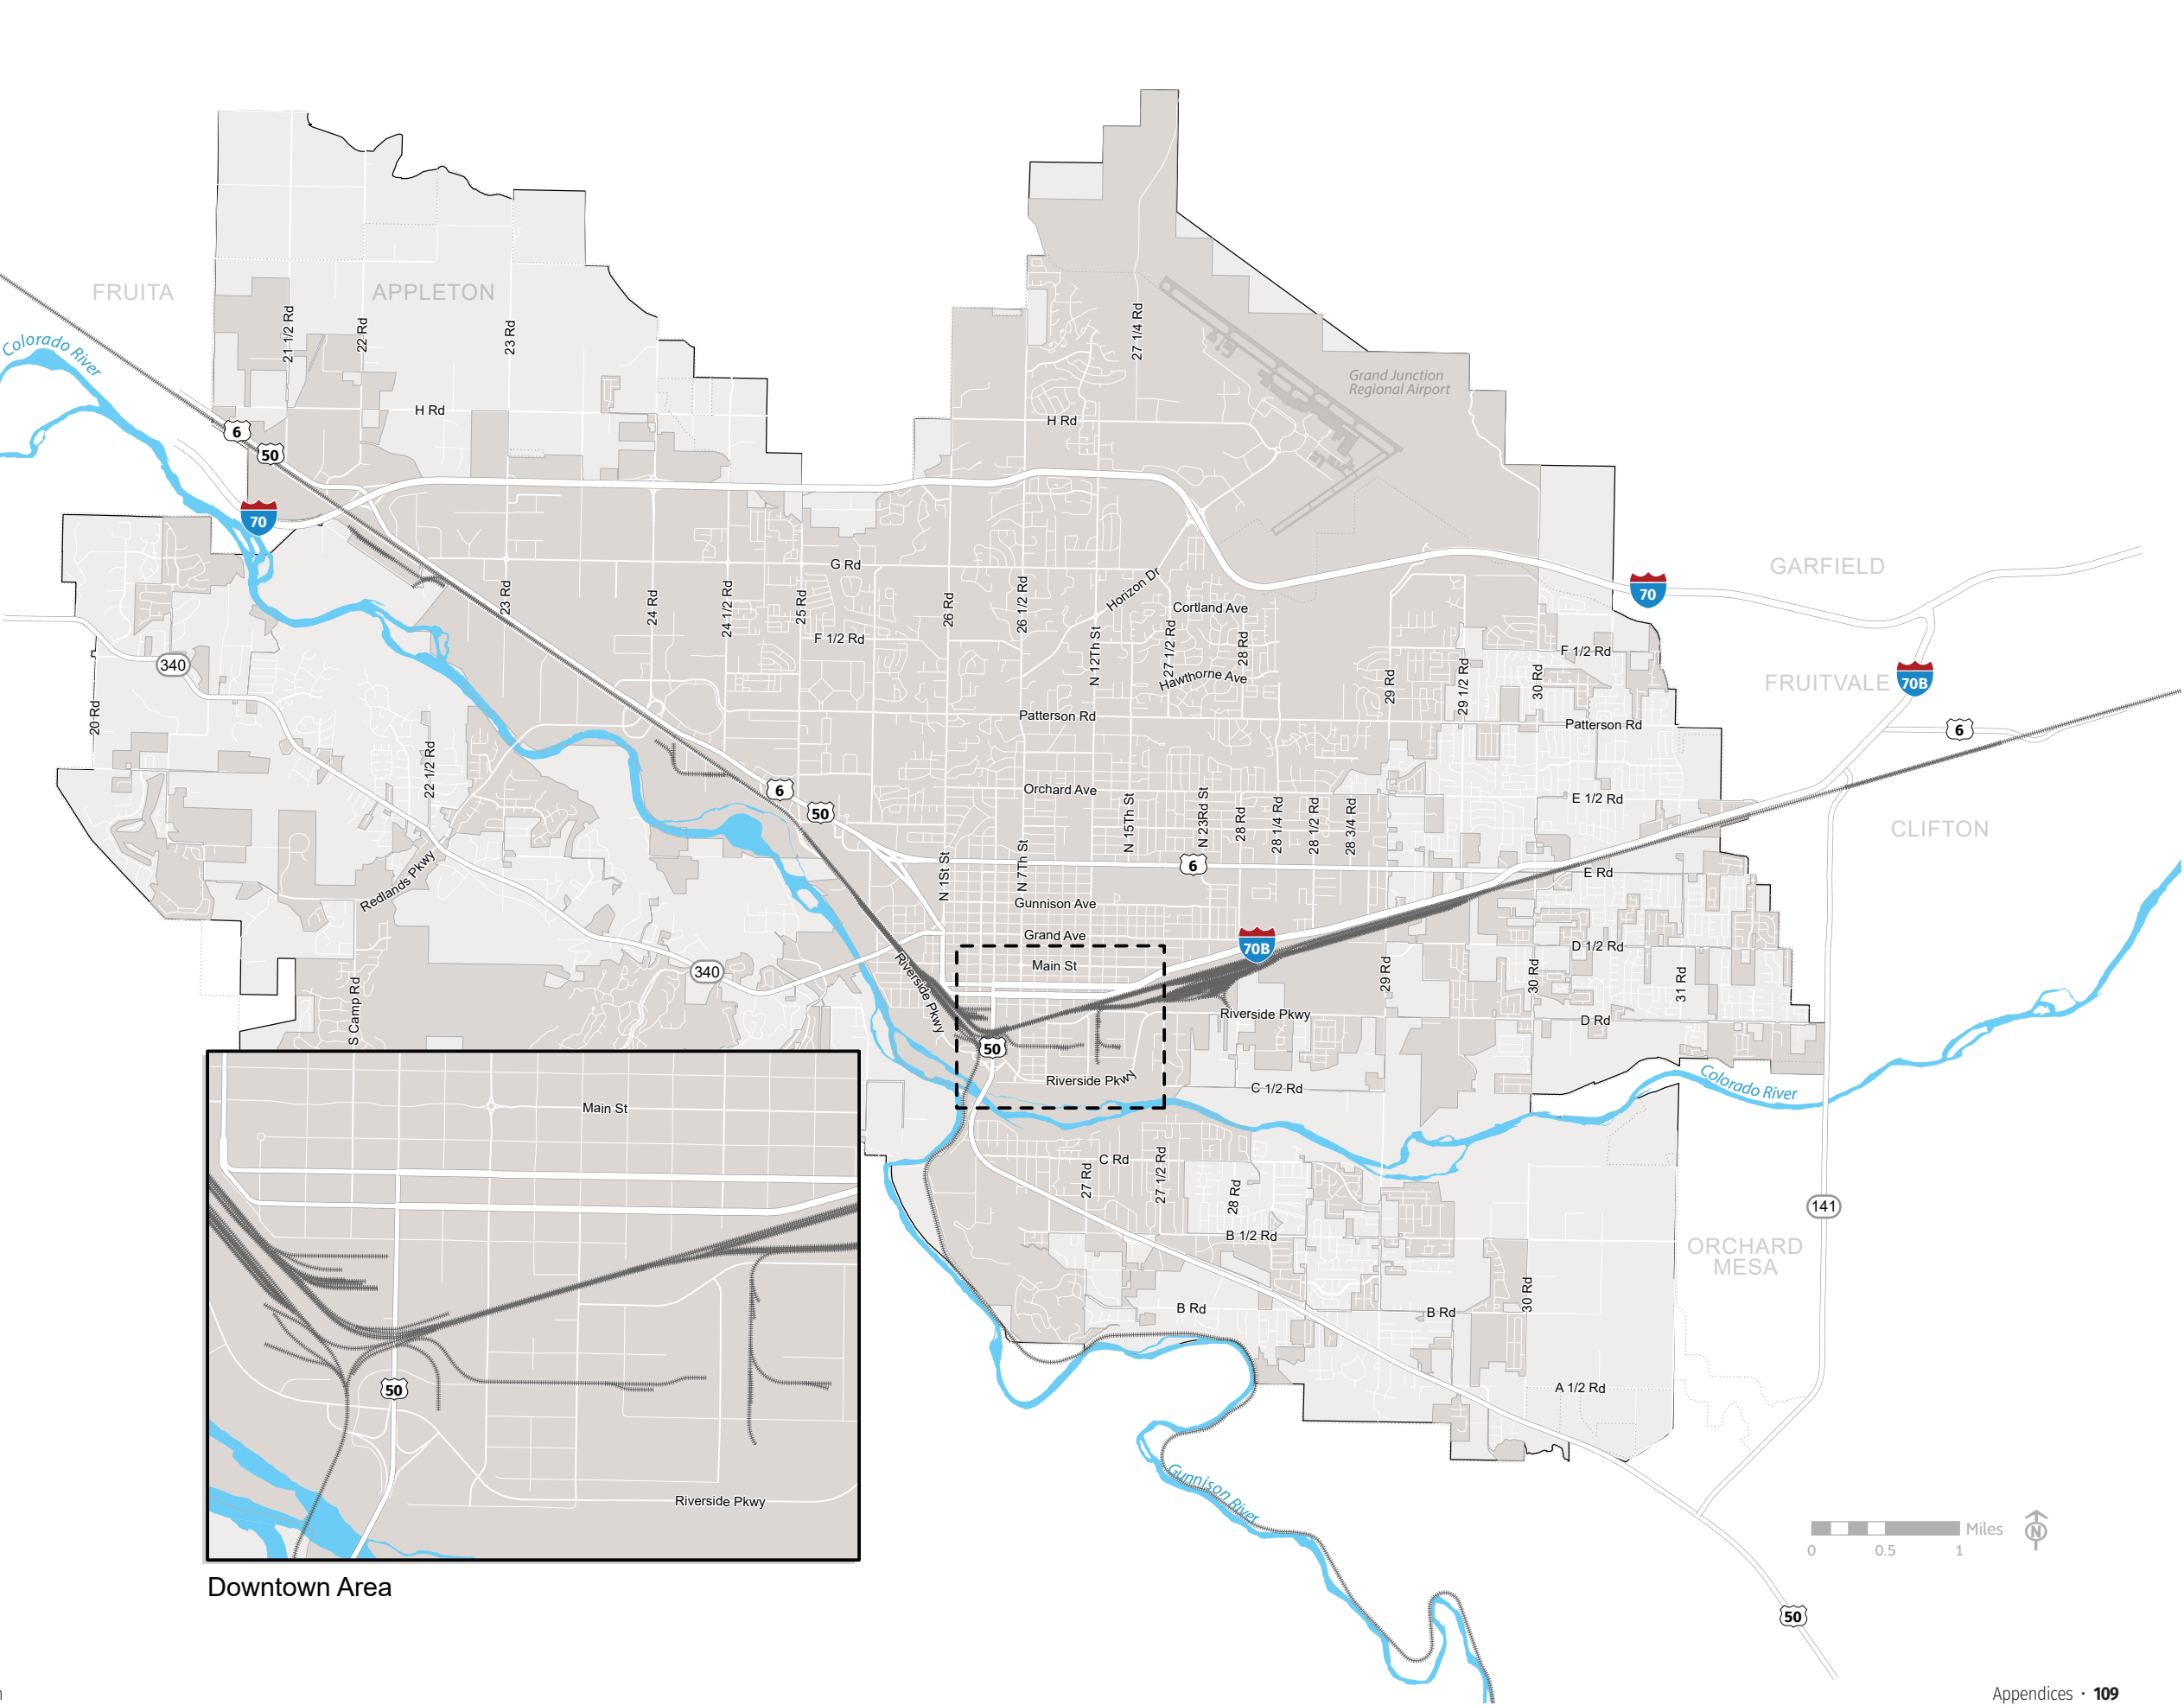 FRUITA
APPLETON
Colorado River
21 1/2 Rd
22 Rd
23 Rd
27 1/4 Rd
Grand Junction
Regional Airport
H Rd
H Rd
6
50
70
G Rd
23 Rd
24 Rd
24 1/2 Rd
25 Rd
26 Rd
26 1/2 Rd
Horizon Dr
Cortland Ave
F 1/2 Rd
N 12Th St
27 1/2 Rd
28 Rd
Hawthorne Ave
29 Rd
29 1/2 Rd
30 Rd
F 1/2 Rd
70
GARFIELD
FRUITVALE
70B
6
340
20 Rd
22 1/2 Rd
Patterson Rd
Patterson Rd
6
50
Orchard Ave
E 1/2 Rd
CLIFTON
N 15Th St
N 23Rd St
28 Rd
28 1/4 Rd
28 1/2 Rd
28 3/4 Rd
N 1St St
N 7Th St
6
E Rd
Redlands Pkwy
Gunnison Ave
Grand Ave
70B
Main St
D 1/2 Rd
340
Riverside Pkwy
S Camp Rd
29 Rd
30 Rd
31 Rd
Riverside Pkwy
D Rd
50
Riverside Pkwy
C 1/2 Rd
Colorado River
C Rd
27 Rd
27 1/2 Rd
28 Rd
B 1/2 Rd
141
ORCHARD
MESA
B Rd
B Rd
30 Rd
A 1/2 Rd
Gunnison River
Main St
50
Riverside Pkwy
Downtown Area
Miles
0 0.5 1
N
50
Appendices · 109